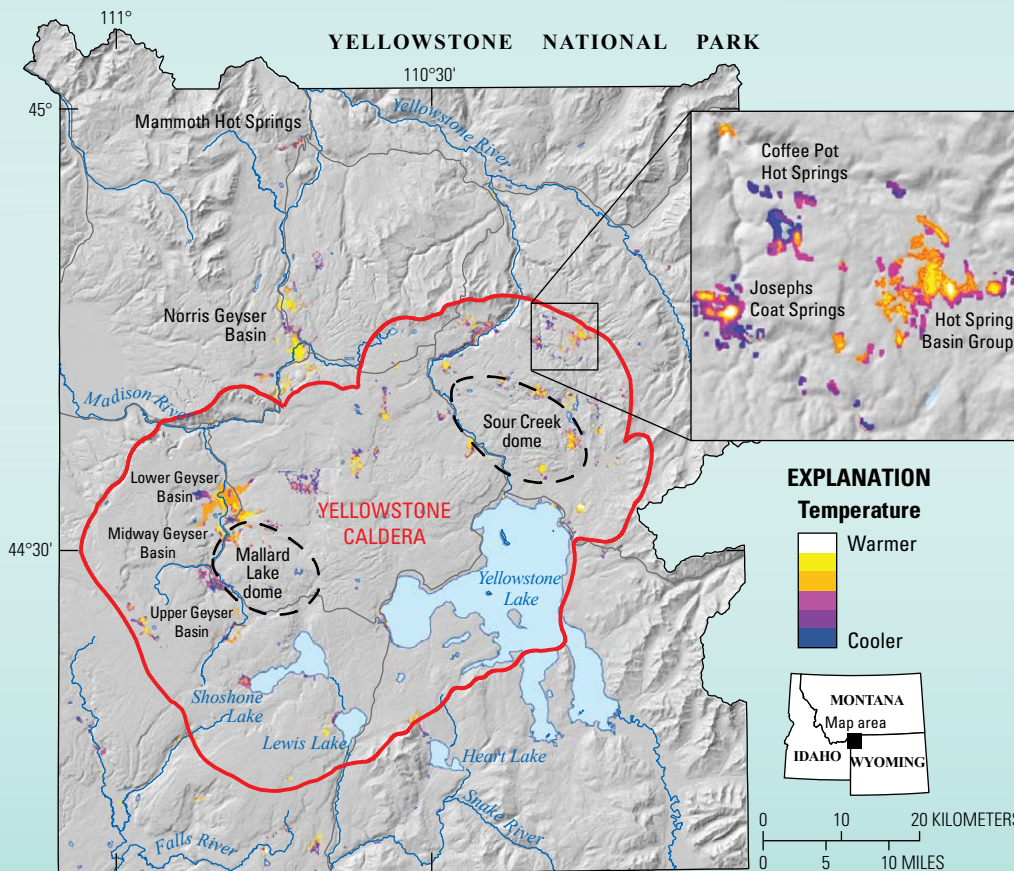 111°
YELLOWSTONE NATIONAL PARK
110°30'
45°
Yellowstone River
Mammoth Hot Springs
Coffee Pot
Hot Springs
Josephs
Coat Springs
Hot Spring
Basin Group
Norris Geyser
Basin
Madison River
Sour Creek
dome
Lower Geyser
Basin
YELLOWSTONE
CALDERA
Midway Geyser
Basin
44°30'
Mallard
Lake
dome
Yellowstone
Lake
Upper Geyser
Basin
Shoshone
Lake
Lewis Lake
Heart Lake
Snake River
Falls River
EXPLANATION
Temperature
Warmer
Cooler
MONTANA
Map area
IDAHO
WYOMING
0 10 20 KILOMETERS
0 5 10 MILES